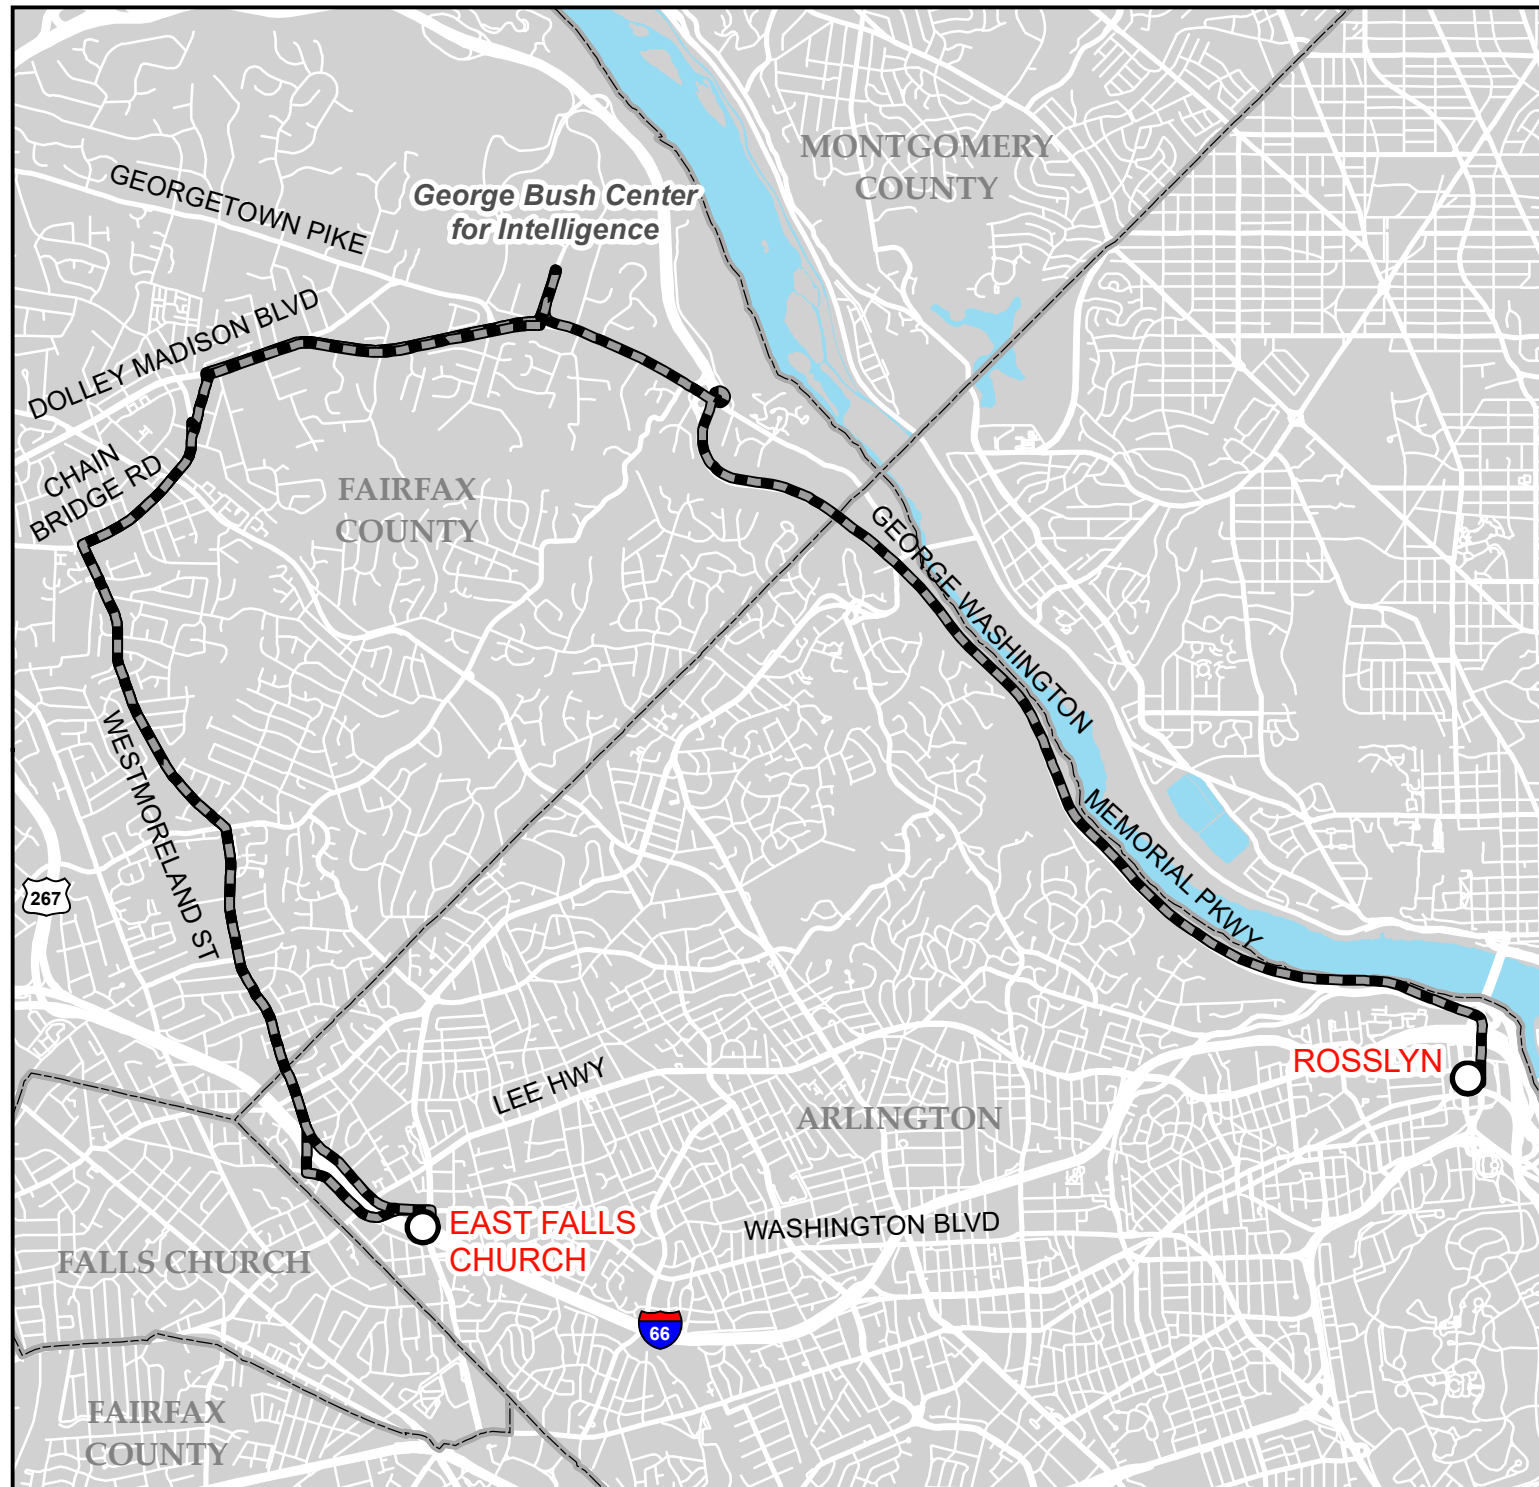 MONTGOMERY
COUNTY
GEORGETOWN PIKE
George Bush Center
for Intelligence
DOLLEY MADISON BLVD
CHAIN
BRIDGE RD
FAIRFAX
COUNTY
GEORGE WASHINGTON
MEMORIAL PKWY
WESTMORELAND ST
267
ROSSLYN
LEE HWY
ARLINGTON
EAST FALLS
CHURCH
WASHINGTON BLVD
FALLS CHURCH
66
FAIRFAX
COUNTY